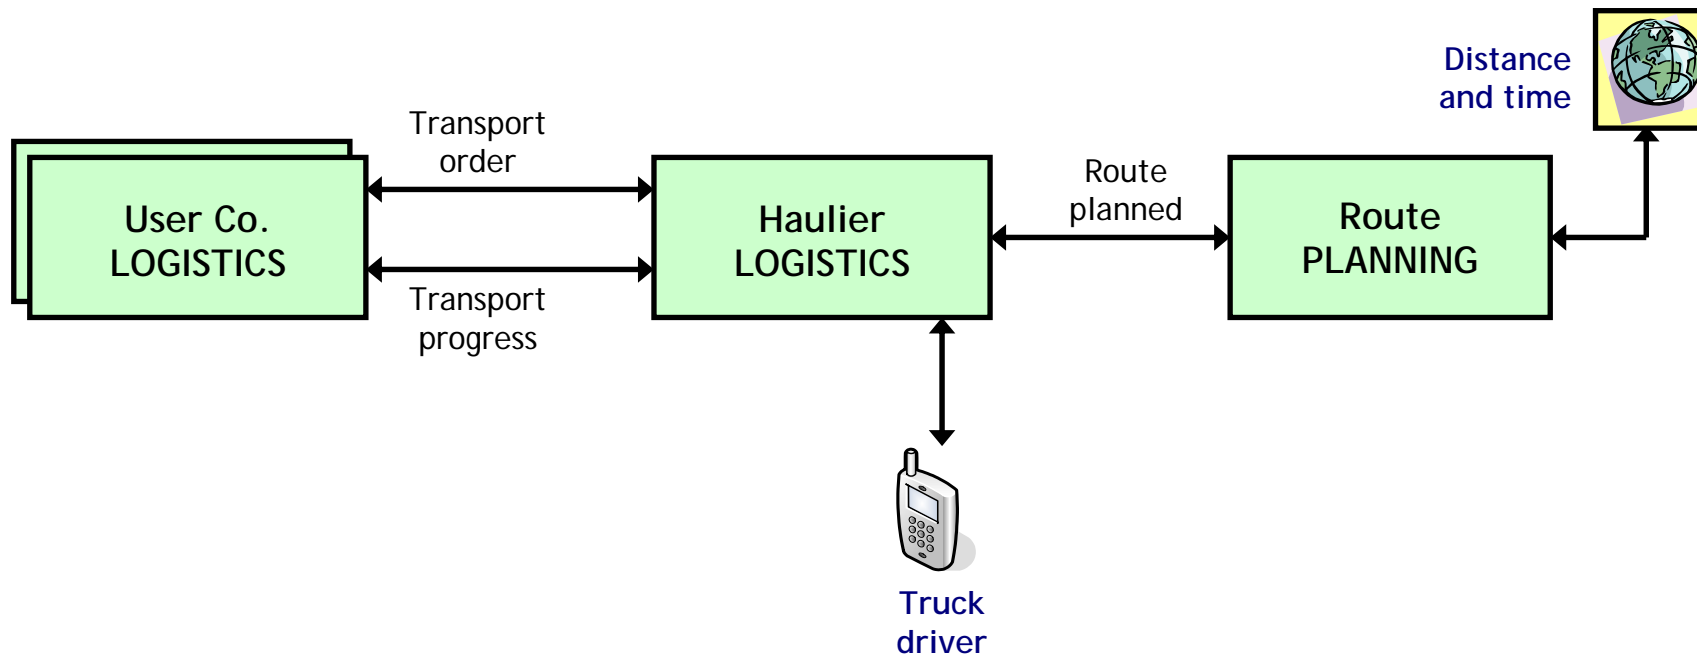 Distance
and time
Transport
order
User Co.
LOGISTICS
Transport
progress
Haulier
LOGISTICS
Route
planned
Route
PLANNING
Truck
driver